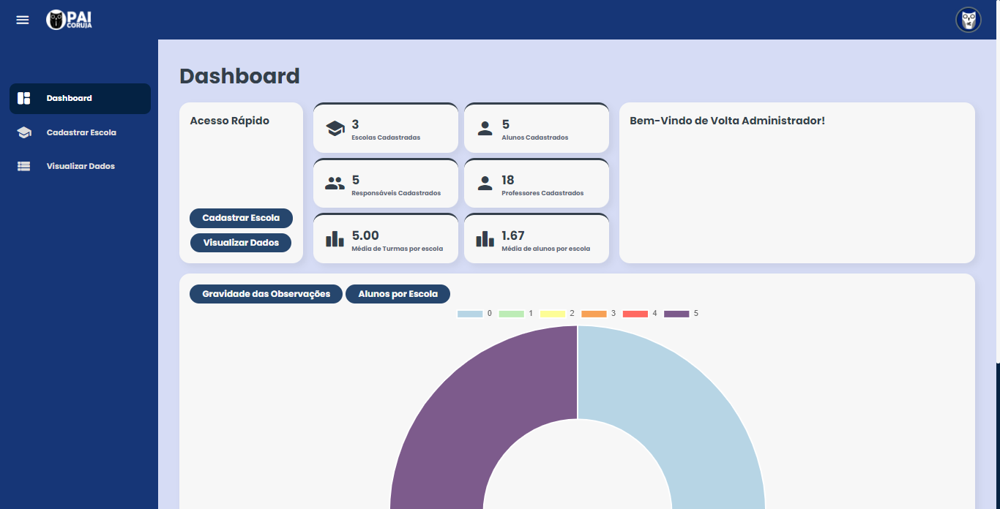 PAI
CORUJA
Dashboard
Cadastrar Escola
Visualizar Dados
Dashboard
Acesso Rápido
Cadastrar Escola
Visualizar Dados
3
Escolas Cadastradas
5
Alunos Cadastrados
5
Responsáveis Cadastrados
18
Professores Cadastrados
5.00
Média de Turmas por escola
1.67
Média de alunos por escola
Bem-Vindo de Volta Administrador!
Gravidade das Observações Alunos por Escola
0 1 2 3 4 5